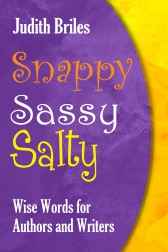 Judith Briles
Snappy
Sassy
Salty
Wise Words for
Authors and Writers